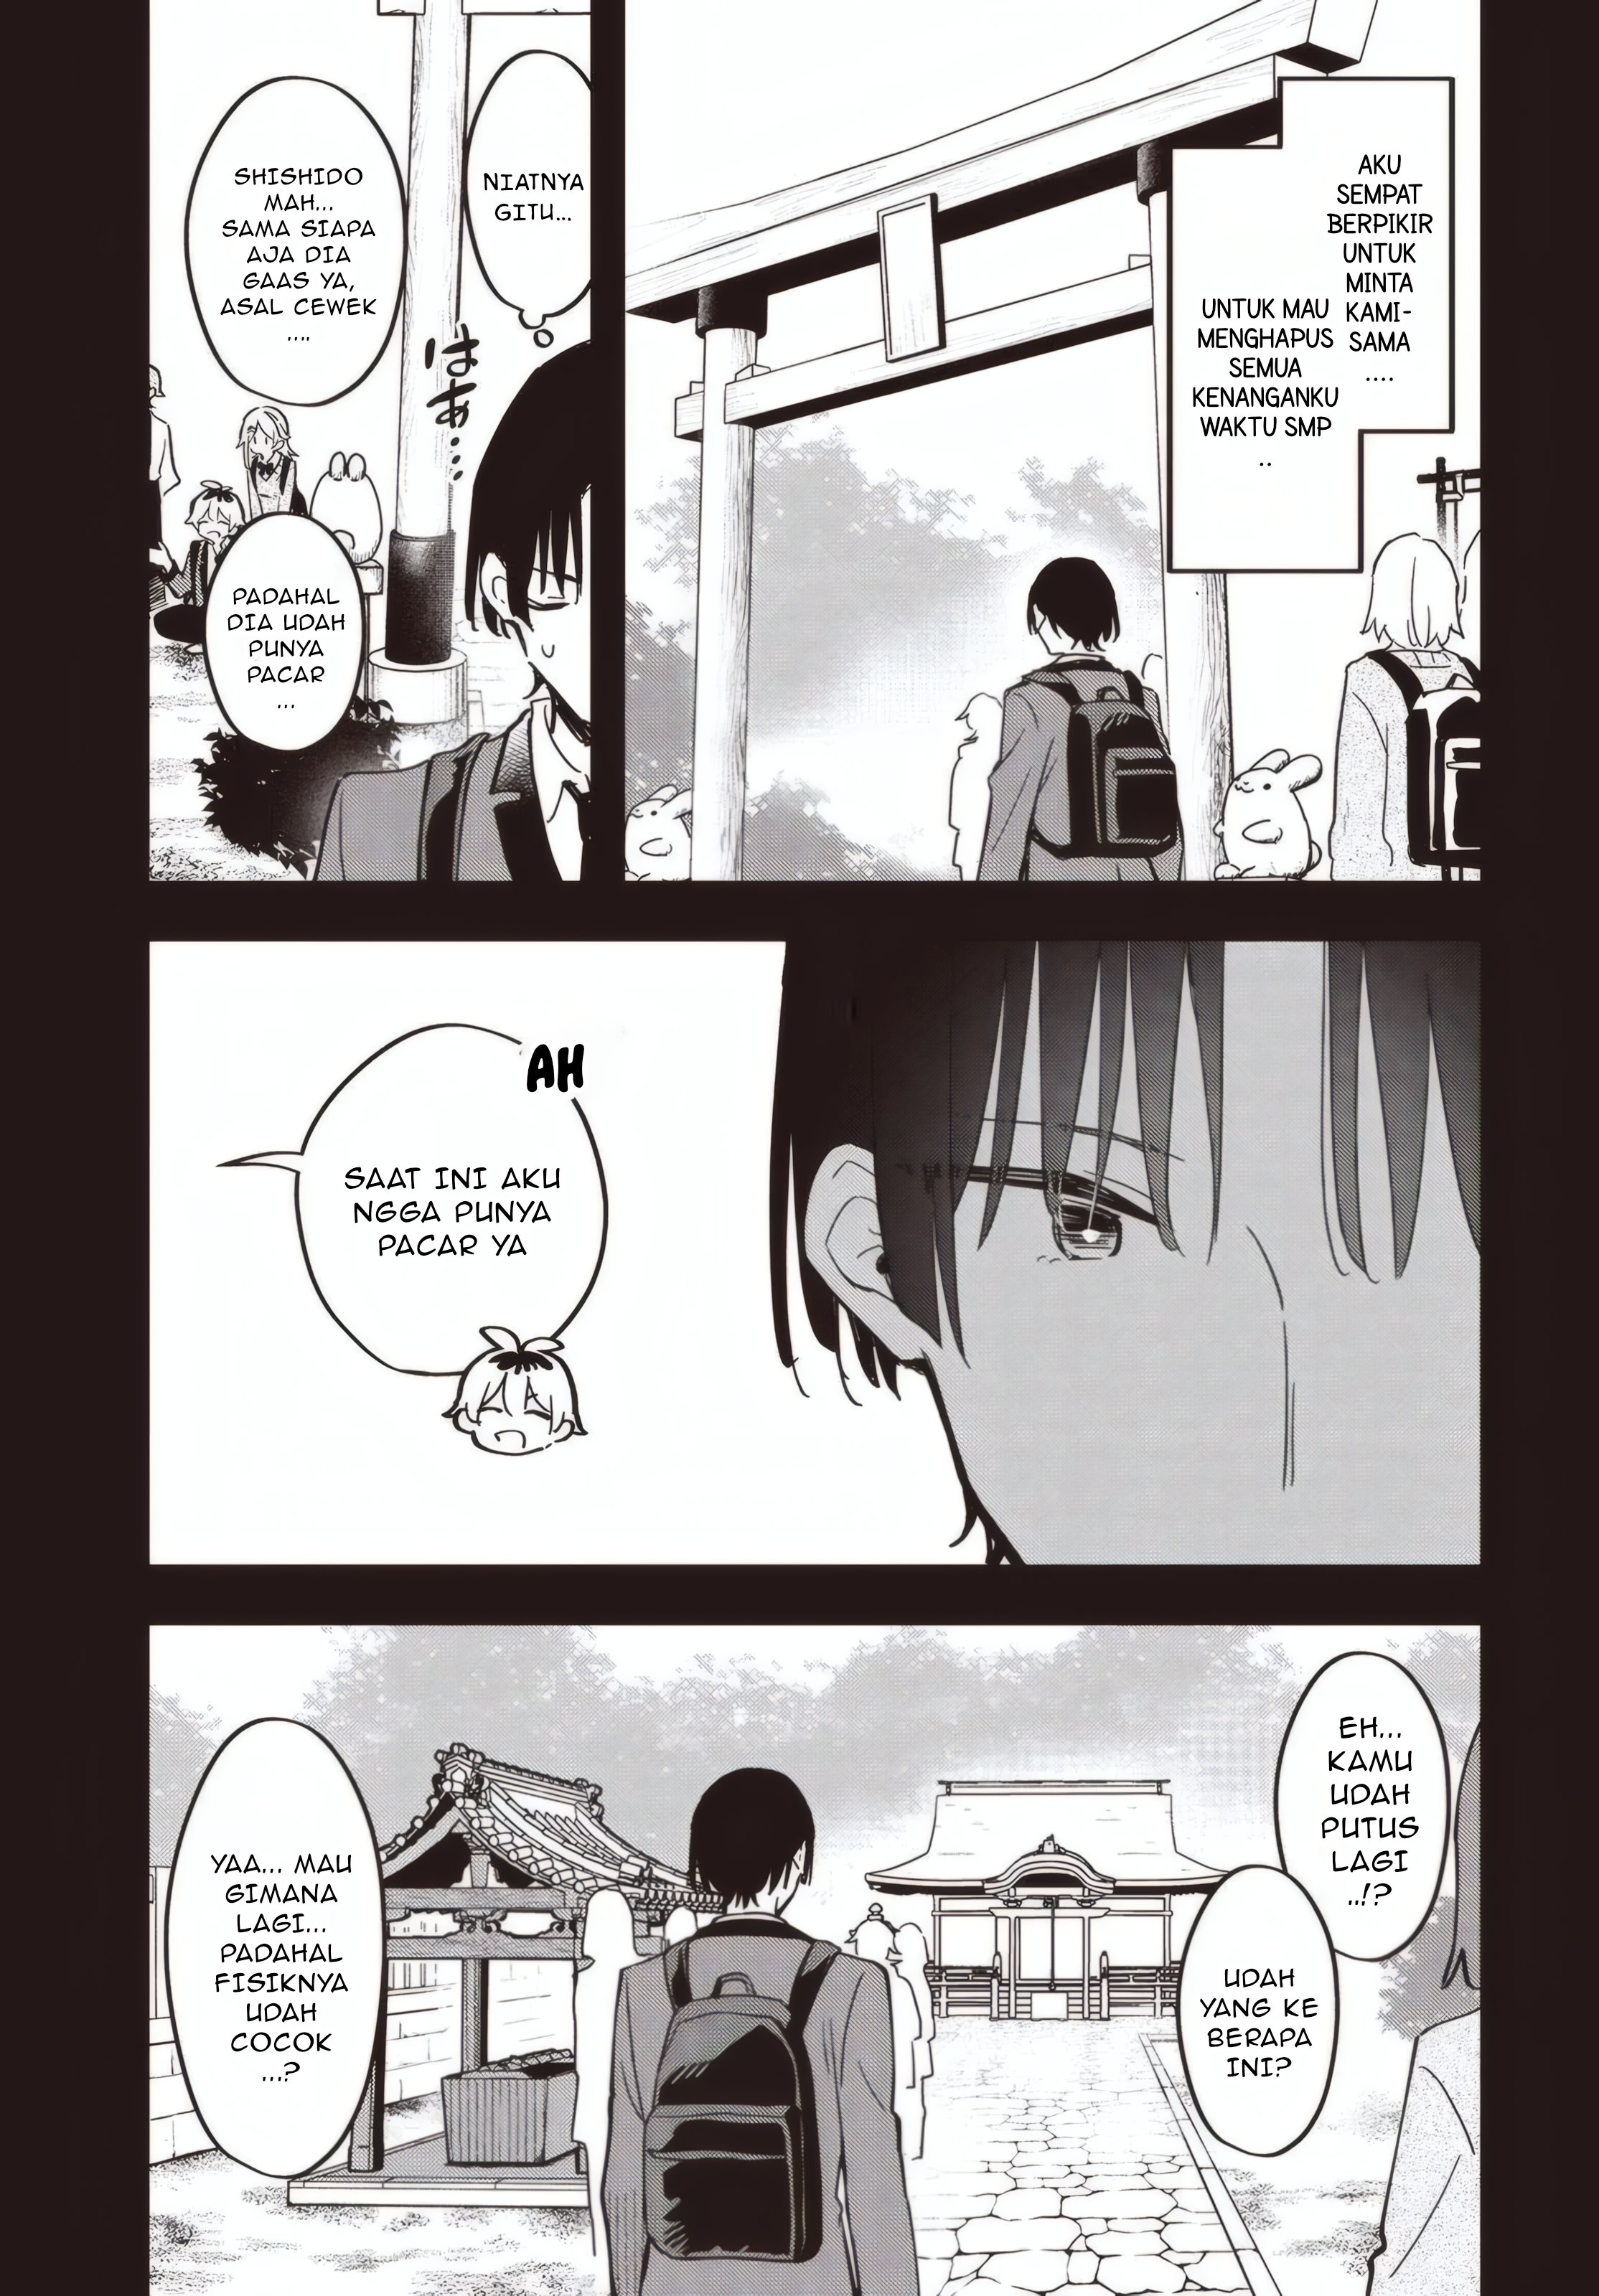 AKU
SEMPAT
BERPIKIR
UNTUK
MINTA
KAMI-
SAMA
....
UNTUK MAU
MENGHAPUS
SEMUA
KENANGANKU
WAKTU SMP
..
NIATNYA
GITU...
はあ…
SHISHIDO
MAH...
SAMA SIAPA
AJA DIA
GAAS YA,
ASAL CEWEK
....
PADAHAL
DIA UDAH
PUNYA
PACAR
...
AH
SAAT INI AKU
NGGA PUNYA
PACAR YA
EH...
KAMU
UDAH
PUTUS
LAGI
..!?
UDAH
YANG KE
BERAPA
INI?
YAA... MAU
GIMANA
LAGI...
PADAHAL
FISIKNYA
UDAH
COCOK
...?